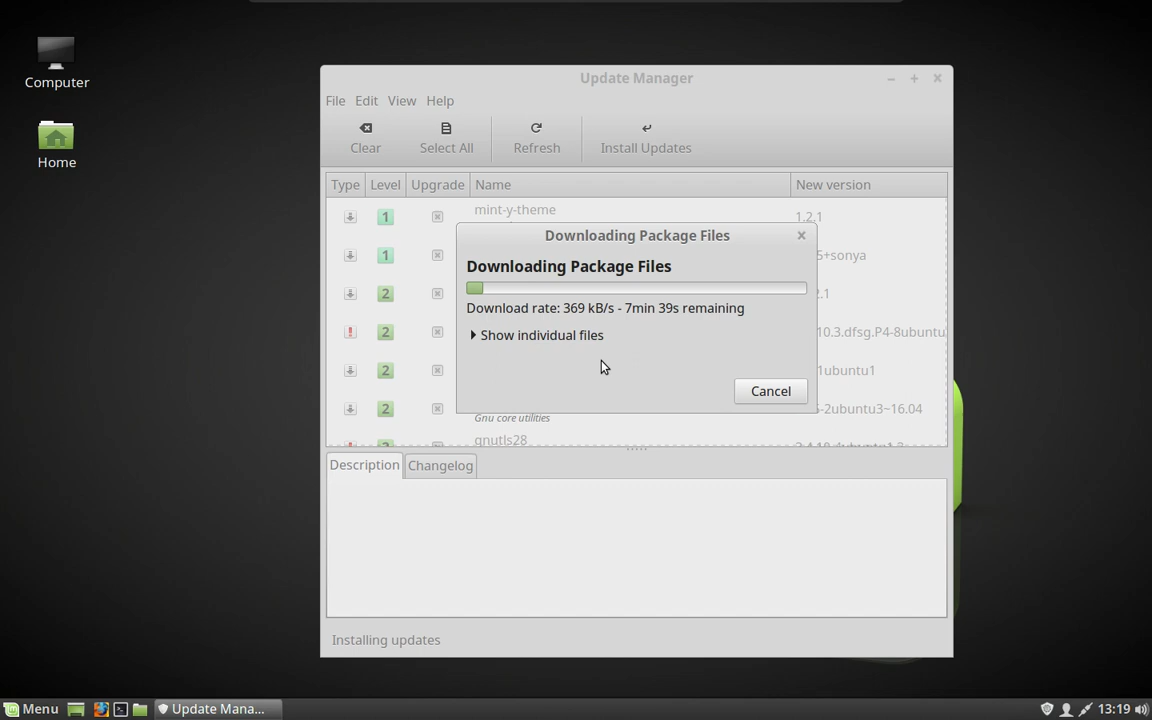 Computer
Home
Update Manager
File Edit View Help
Clear Select All Refresh Install Updates
Type Level Upgrade Name New version
mint-y-theme
1 1.2.1
1 5+sonya
2 2.1
2 10.3.dfsg.P4-8ubuntu
2 1ubuntu1
2 -2ubuntu3~16.04
Gnu core utilities
gnutls28
Downloading Package Files
Downloading Package Files
Download rate: 369 kB/s - 7min 39s remaining
Show individual files
Cancel
Description Changelog
Installing updates
Menu Update Mana... 13:19